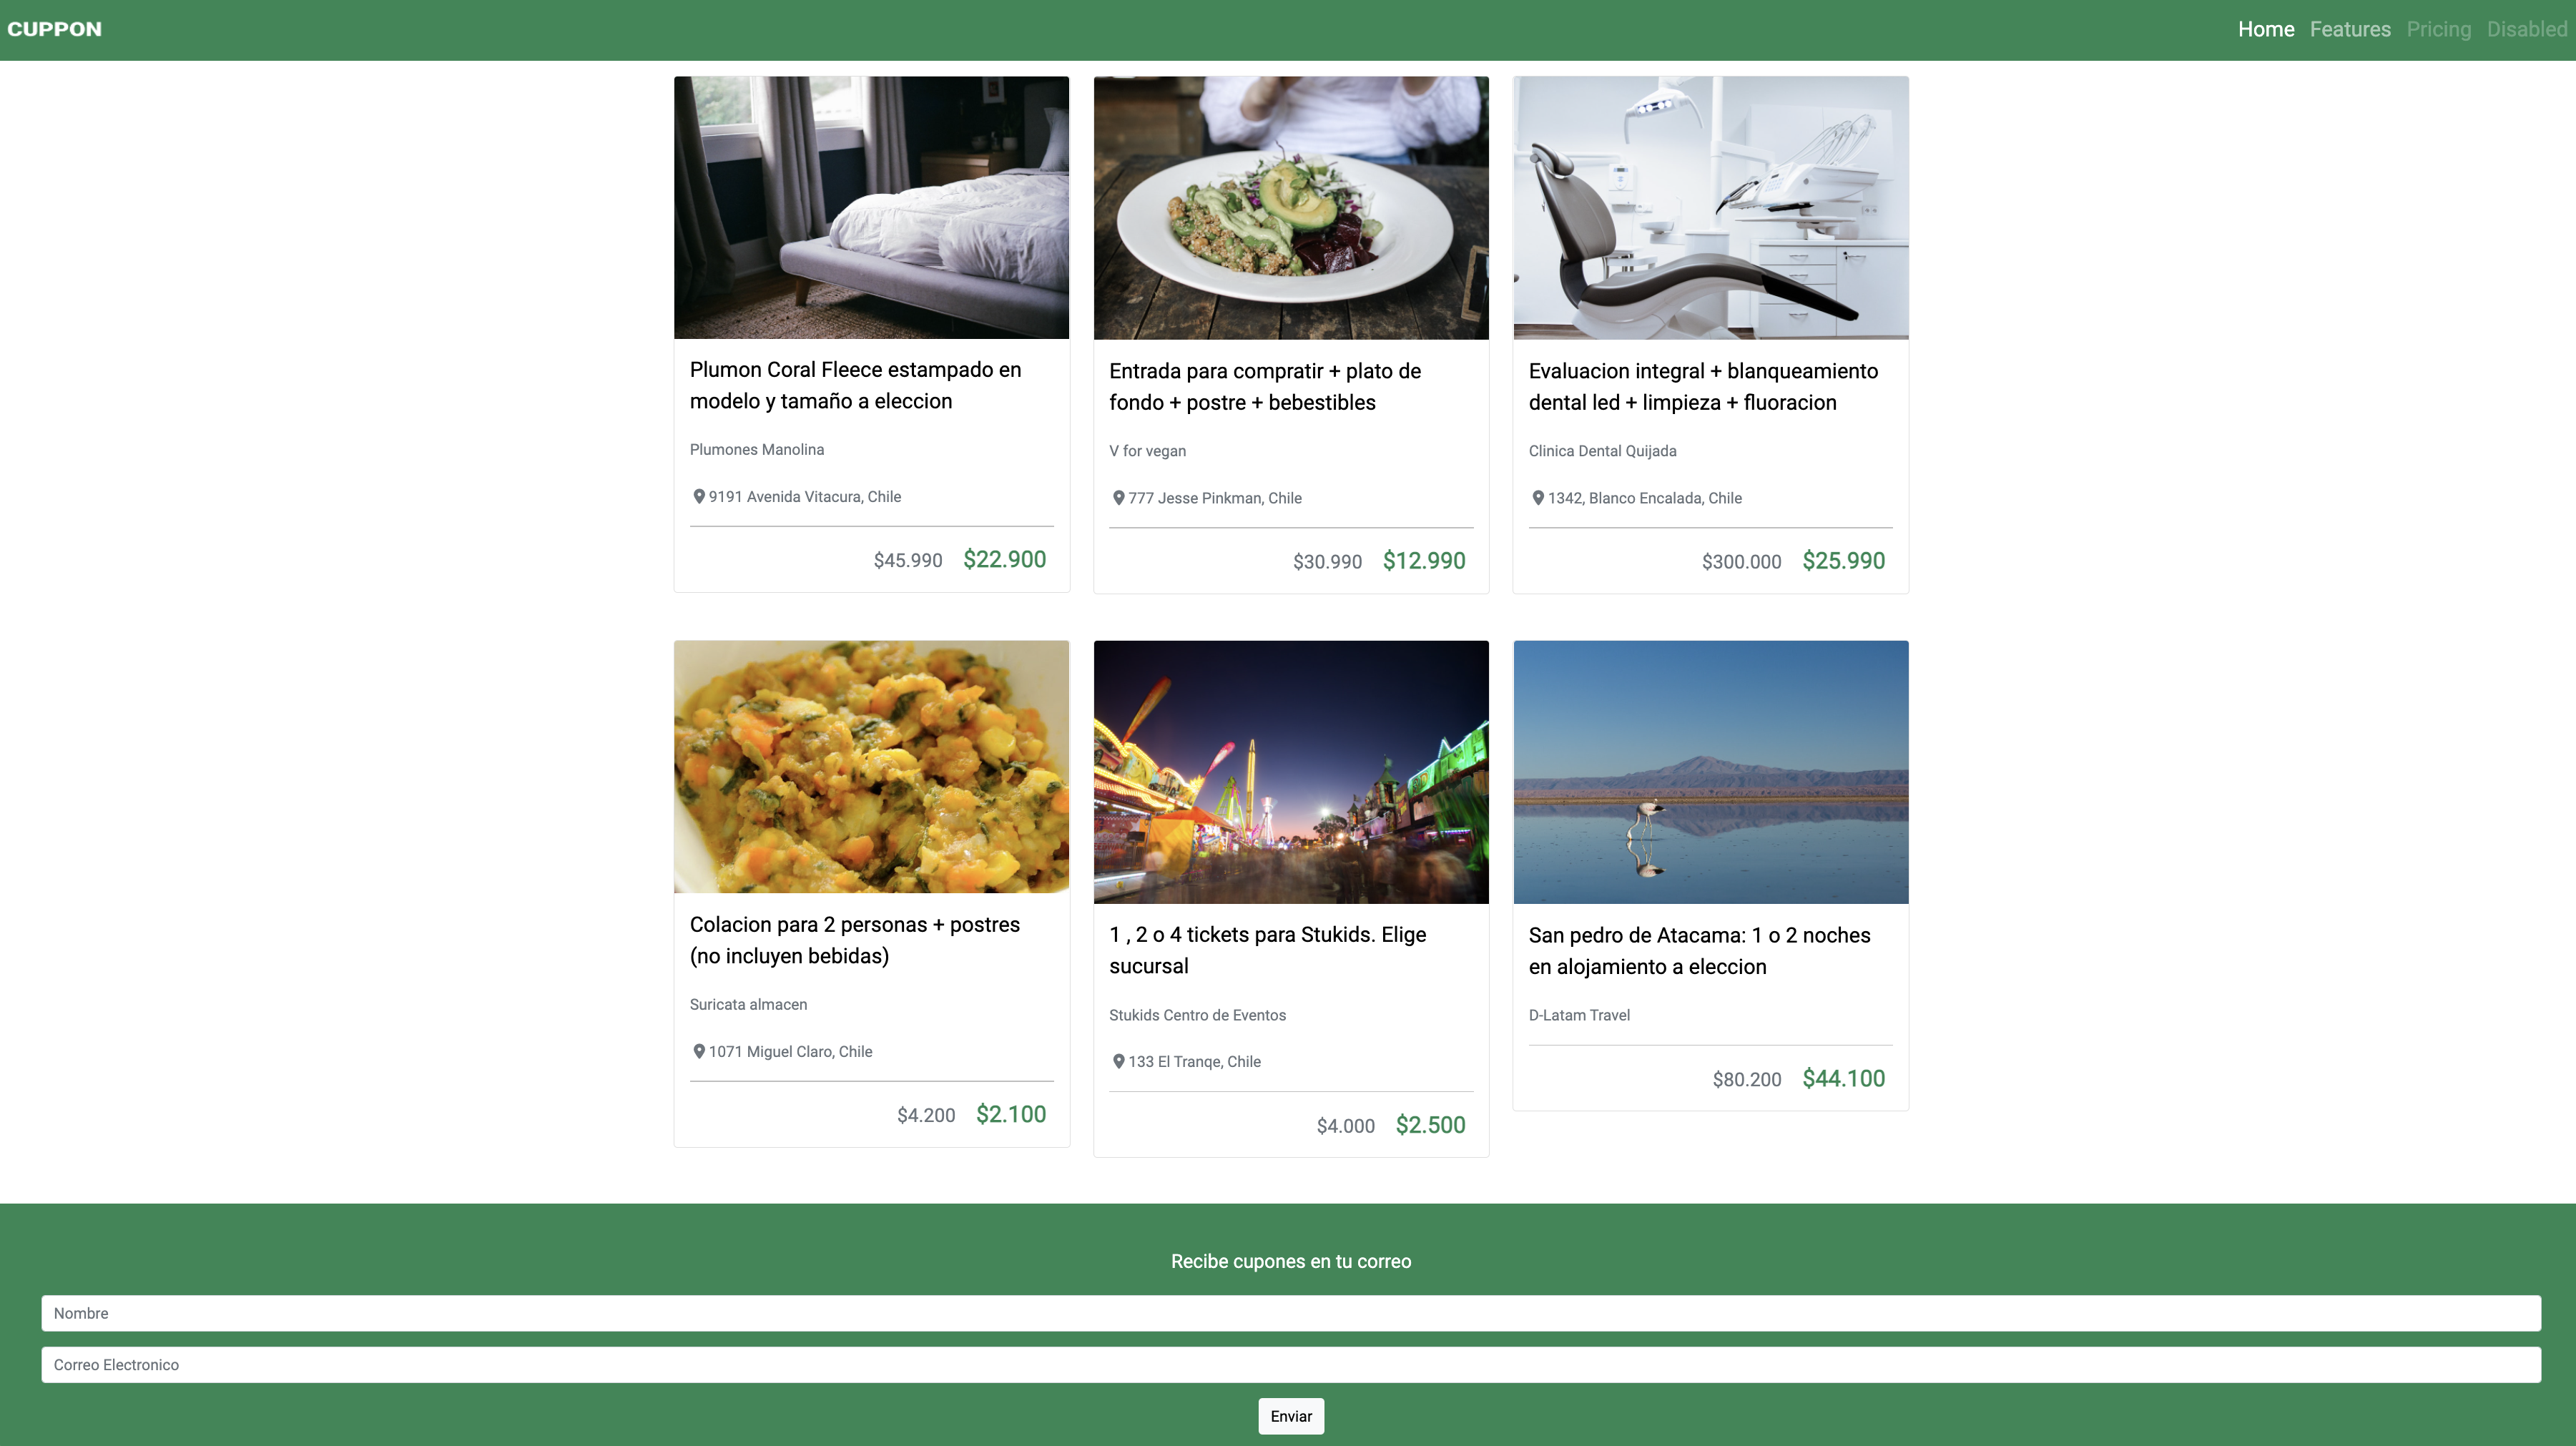 CUPPON
Home Features Pricing Disabled
Plumon Coral Fleece estampado en
modelo y tamaño a eleccion
Plumones Manolina
9191 Avenida Vitacura, Chile
$45.990 $22.900
Entrada para compratir + plato de
fondo + postre + bebestibles
V for vegan
777 Jesse Pinkman, Chile
$30.990 $12.990
Evaluacion integral + blanqueamiento
dental led + limpieza + fluoracion
Clinica Dental Quijada
1342, Blanco Encalada, Chile
$300.000 $25.990
Colacion para 2 personas + postres
(no incluyen bebidas)
Suricata almacen
1071 Miguel Claro, Chile
$4.200 $2.100
1 , 2 o 4 tickets para Stukids. Elige
sucursal
Stukids Centro de Eventos
133 El Tranqe, Chile
$4.000 $2.500
San pedro de Atacama: 1 o 2 noches
en alojamiento a eleccion
D-Latam Travel
$80.200 $44.100
Recibe cupones en tu correo
Nombre
Correo Electronico
Enviar